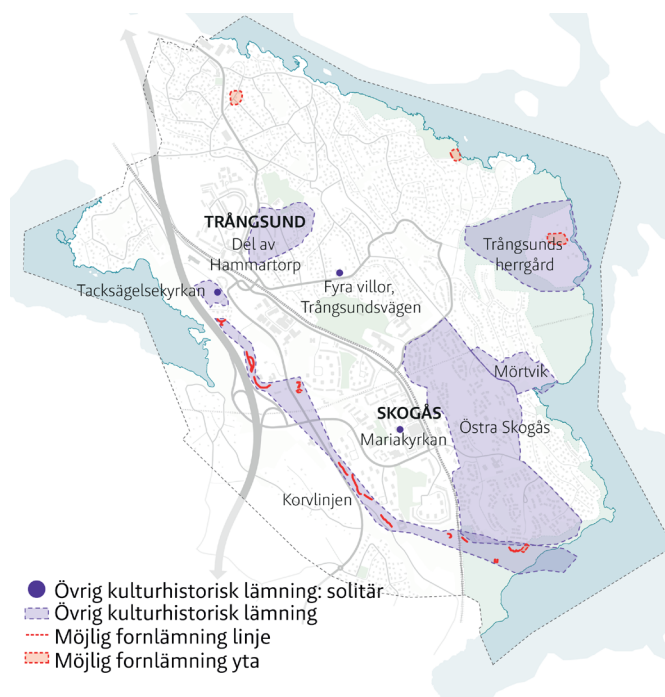 TRÅNGSUND
Del av
Hammartorp
Trångsunds
herrgård
Tacksägelsekyrkan
Fyra villor,
Trångsundsvägen
Mörtvik
SKOGÅS
Mariakyrkan
Östra Skogås
Korvlinjen
Övrig kulturhistorisk lämning: solitär
Övrig kulturhistorisk lämning
Möjlig fornlämning linje
Möjlig fornlämning yta